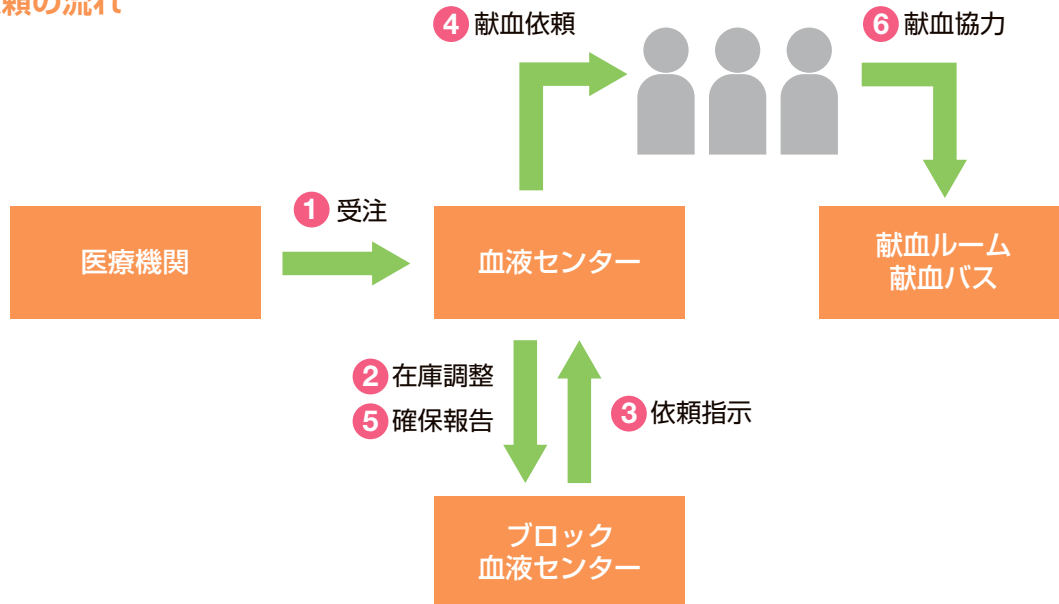 頼の流れ
4 献血依頼
6 献血協力
1 受注
医療機関
血液センター
献血ルーム
献血バス
2 在庫調整
5 確保報告
3 依頼指示
ブロック
血液センター